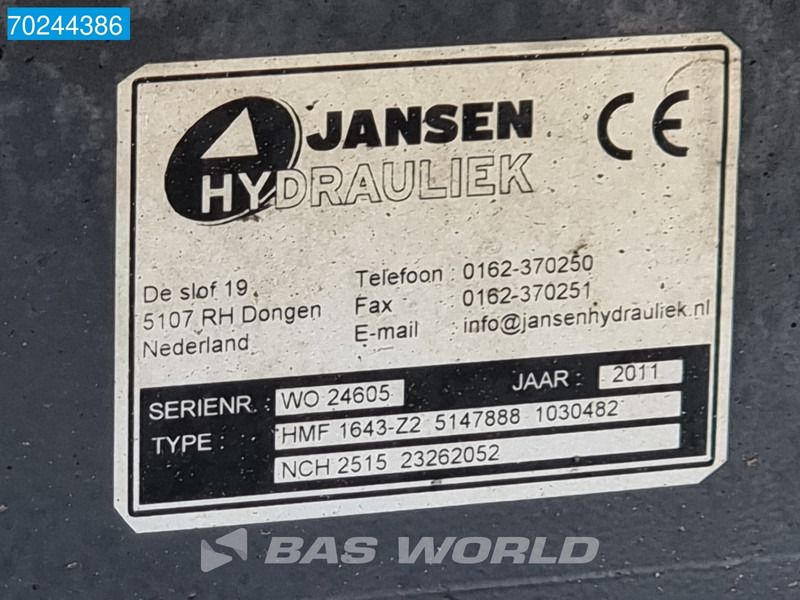 70244386
JANSEN
HYDRAULIEK
CE
De slof 19
5107 RH Dongen
Nederland
Telefoon : 0162-370250
Fax : 0162-370251
E-mail : info@jansenhydrauliek.nl
SERIENR. : WO 24605
JAAR : 2011
TYPE : HMF 1643-Z2 5147888 1030482
NCH 2515 23262052
BAS WORLD